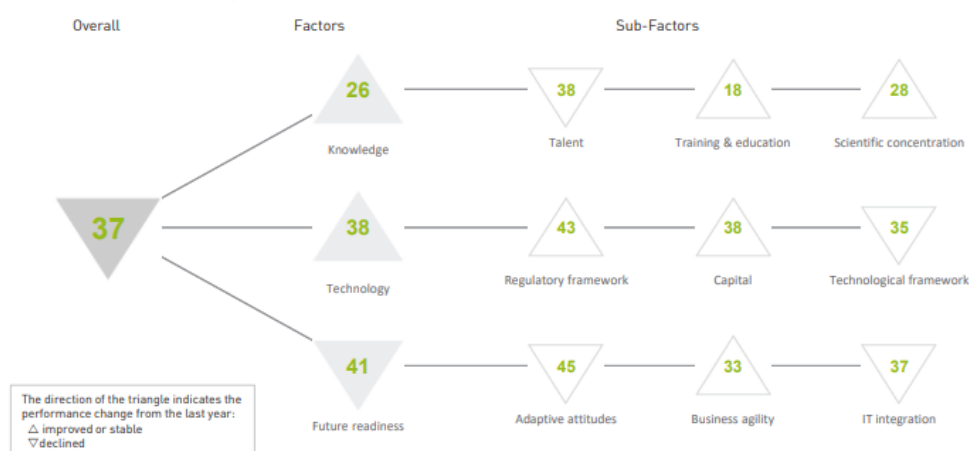 Overall
Factors
Sub-Factors
26
38
18
28
Knowledge
Talent
Training & education
Scientific concentration
37
38
43
38
35
Technology
Regulatory framework
Capital
Technological framework
41
45
33
37
Future readiness
Adaptive attitudes
Business agility
IT integration
The direction of the triangle indicates the
performance change from the last year:
△ improved or stable
▽declined